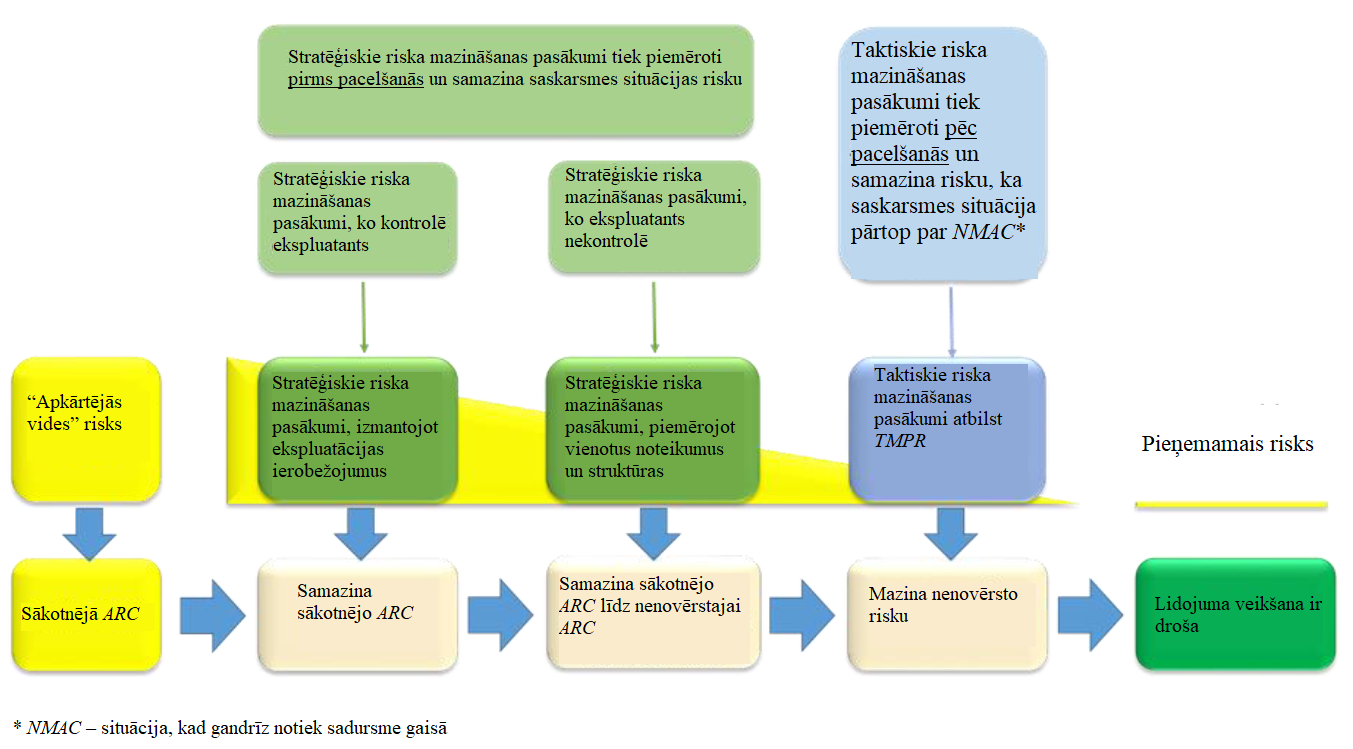 Stratēģiskie riska mazināšanas pasākumi tiek piemēroti
pirms pacelšanās un samazina saskarsmes situācijas risku
Taktiskie riska
mazināšanas
pasākumi tiek
piemēroti pēc
pacelšanās un
samazina risku, ka
saskarsmes situācija
pārtop par NMAC*
Stratēģiskie riska
mazināšanas
pasākumi, ko kontrolē
ekspluatants
Stratēģiskie riska
mazināšanas pasākumi,
ko ekspluatants
nekontrolē
“Apkārtējās
vides” risks
Stratēģiskie riska
mazināšanas
pasākumi, izmantojot
ekspluatācijas
ierobežojumus
Stratēģiskie riska
mazināšanas
pasākumi, piemērojot
vienotus noteikumus
un struktūras
Taktiskie riska
mazināšanas
pasākumi atbilst
TMPR
Pieņemamais risks
Sākotnējā ARC
Samazina
sākotnējo ARC
Samazina sākotnējo
ARC līdz nenovērstajai
ARC
Mazina nenovērsto
risku
Lidojuma veikšana ir
droša
* NMAC – situācija, kad gandrīz notiek sadursme gaisā